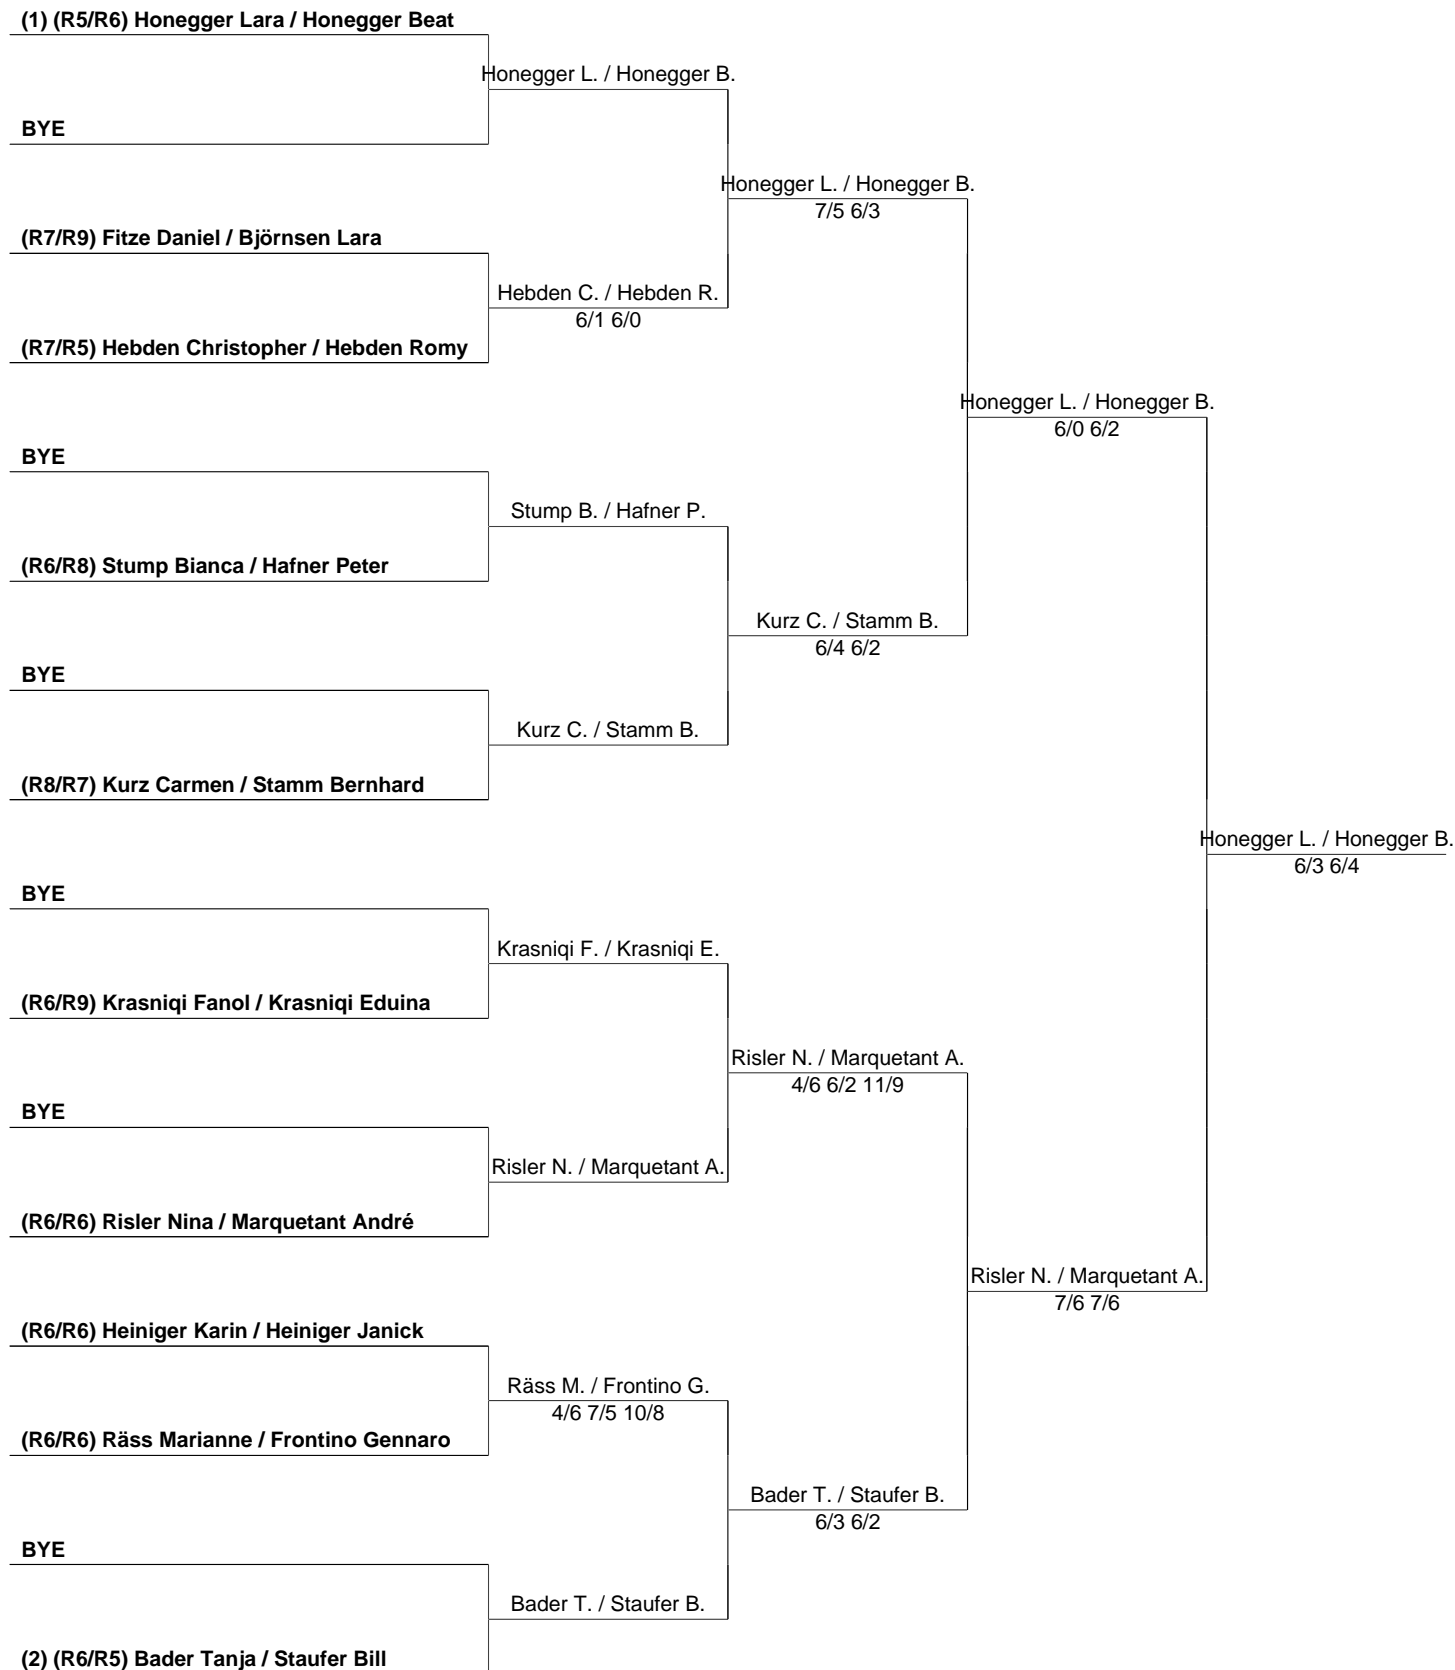 (1) (R5/R6) Honegger Lara / Honegger Beat
Honegger L. / Honegger B.
BYE
Honegger L. / Honegger B.
7/5 6/3
(R7/R9) Fitze Daniel / Björnsen Lara
Hebden C. / Hebden R.
6/1 6/0
(R7/R5) Hebden Christopher / Hebden Romy
Honegger L. / Honegger B.
6/0 6/2
BYE
Stump B. / Hafner P.
(R6/R8) Stump Bianca / Hafner Peter
Kurz C. / Stamm B.
6/4 6/2
BYE
Kurz C. / Stamm B.
(R8/R7) Kurz Carmen / Stamm Bernhard
Honegger L. / Honegger B.
6/3 6/4
BYE
Krasniqi F. / Krasniqi E.
(R6/R9) Krasniqi Fanol / Krasniqi Eduina
Risler N. / Marquetant A.
4/6 6/2 11/9
BYE
Risler N. / Marquetant A.
(R6/R6) Risler Nina / Marquetant André
Risler N. / Marquetant A.
7/6 7/6
(R6/R6) Heiniger Karin / Heiniger Janick
Räss M. / Frontino G.
4/6 7/5 10/8
(R6/R6) Räss Marianne / Frontino Gennaro
Bader T. / Staufer B.
6/3 6/2
BYE
Bader T. / Staufer B.
(2) (R6/R5) Bader Tanja / Staufer Bill